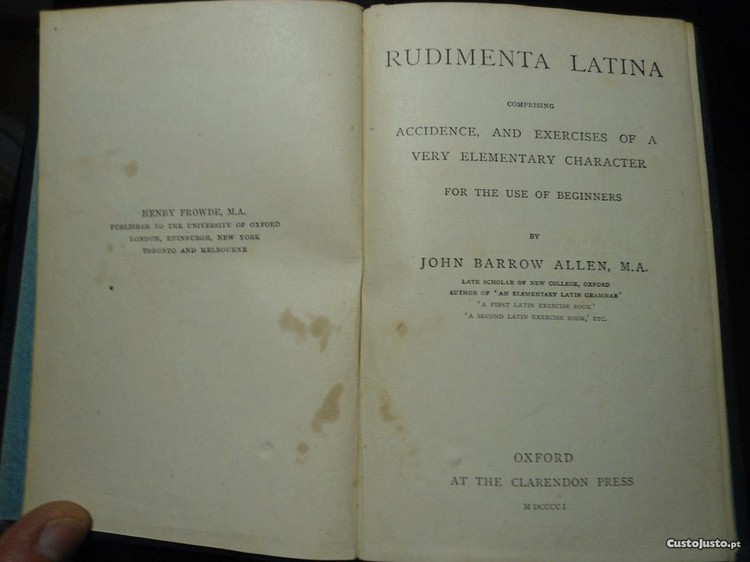 HENRY FROWDE, M.A.
PUBLISHER TO THE UNIVERSITY OF OXFORD
LONDON, EDINBURGH, NEW YORK
TORONTO AND MELBOURNE
RUDIMENTA LATINA
COMPRISING
ACCIDENCE, AND EXERCISES OF A
VERY ELEMENTARY CHARACTER
FOR THE USE OF BEGINNERS
BY
JOHN BARROW ALLEN, M.A.
LATE SCHOLAR OF NEW COLLEGE, OXFORD
AUTHOR OF 'AN ELEMENTARY LATIN GRAMMAR'
'A FIRST LATIN EXERCISE BOOK'
'A SECOND LATIN EXERCISE BOOK,' ETC.
OXFORD
AT THE CLARENDON PRESS
M DCCCC I
CustoJusto.pt